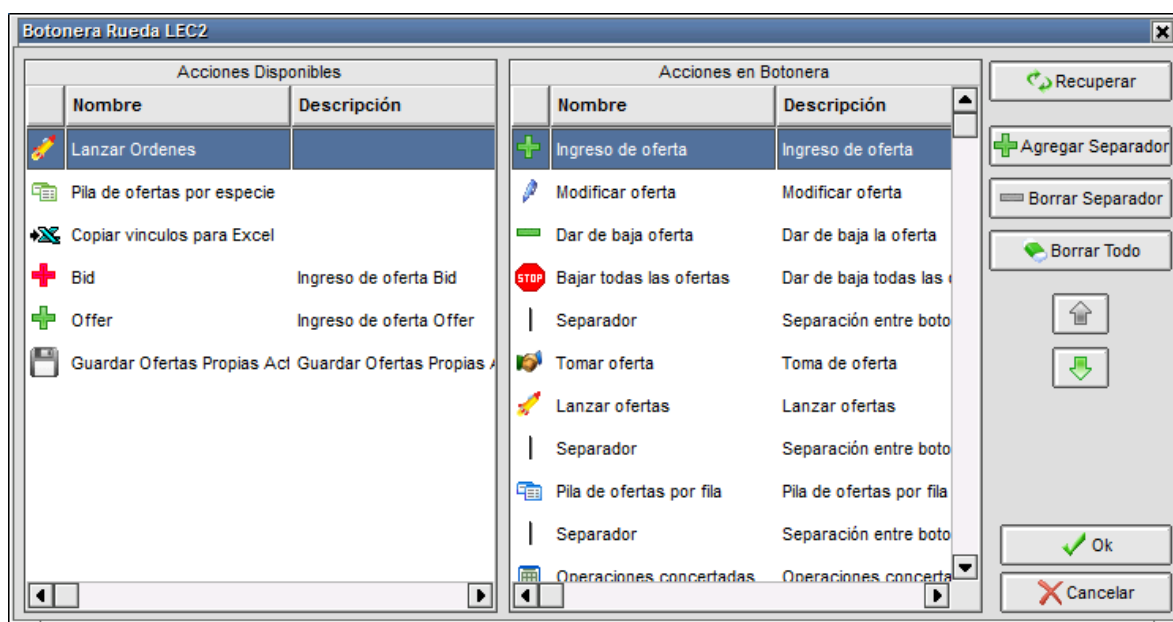 Botonera Rueda LEC2
Acciones Disponibles
Nombre Descripción
Lanzar Ordenes
Pila de ofertas por especie
Copiar vinculos para Excel
Bid Ingreso de oferta Bid
Offer Ingreso de oferta Offer
Guardar Ofertas Propias Act Guardar Ofertas Propias
Acciones en Botonera
Nombre Descripción
Ingreso de oferta Ingreso de oferta
Modificar oferta Modificar oferta
Dar de baja oferta Dar de baja la oferta
STOP Bajar todas las ofertas Dar de baja todas las
Separador Separación entre boto
Tomar oferta Toma de oferta
Lanzar ofertas Lanzar ofertas
Separador Separación entre boto
Pila de ofertas por fila Pila de ofertas por fila
Separador Separación entre boto
Operaciones concertadas Operaciones concerta
Recuperar
Agregar Separador
Borrar Separador
Borrar Todo
Ok
Cancelar